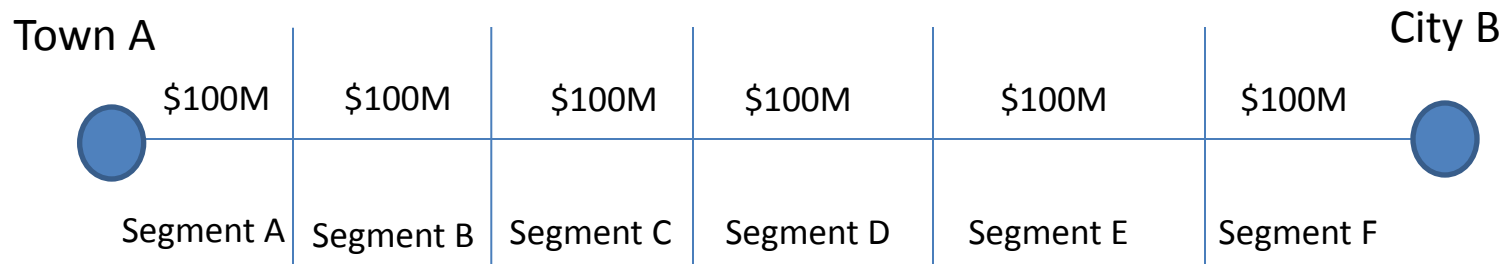 Town A
City B
$100M $100M $100M $100M $100M $100M
Segment A Segment B Segment C Segment D Segment E Segment F